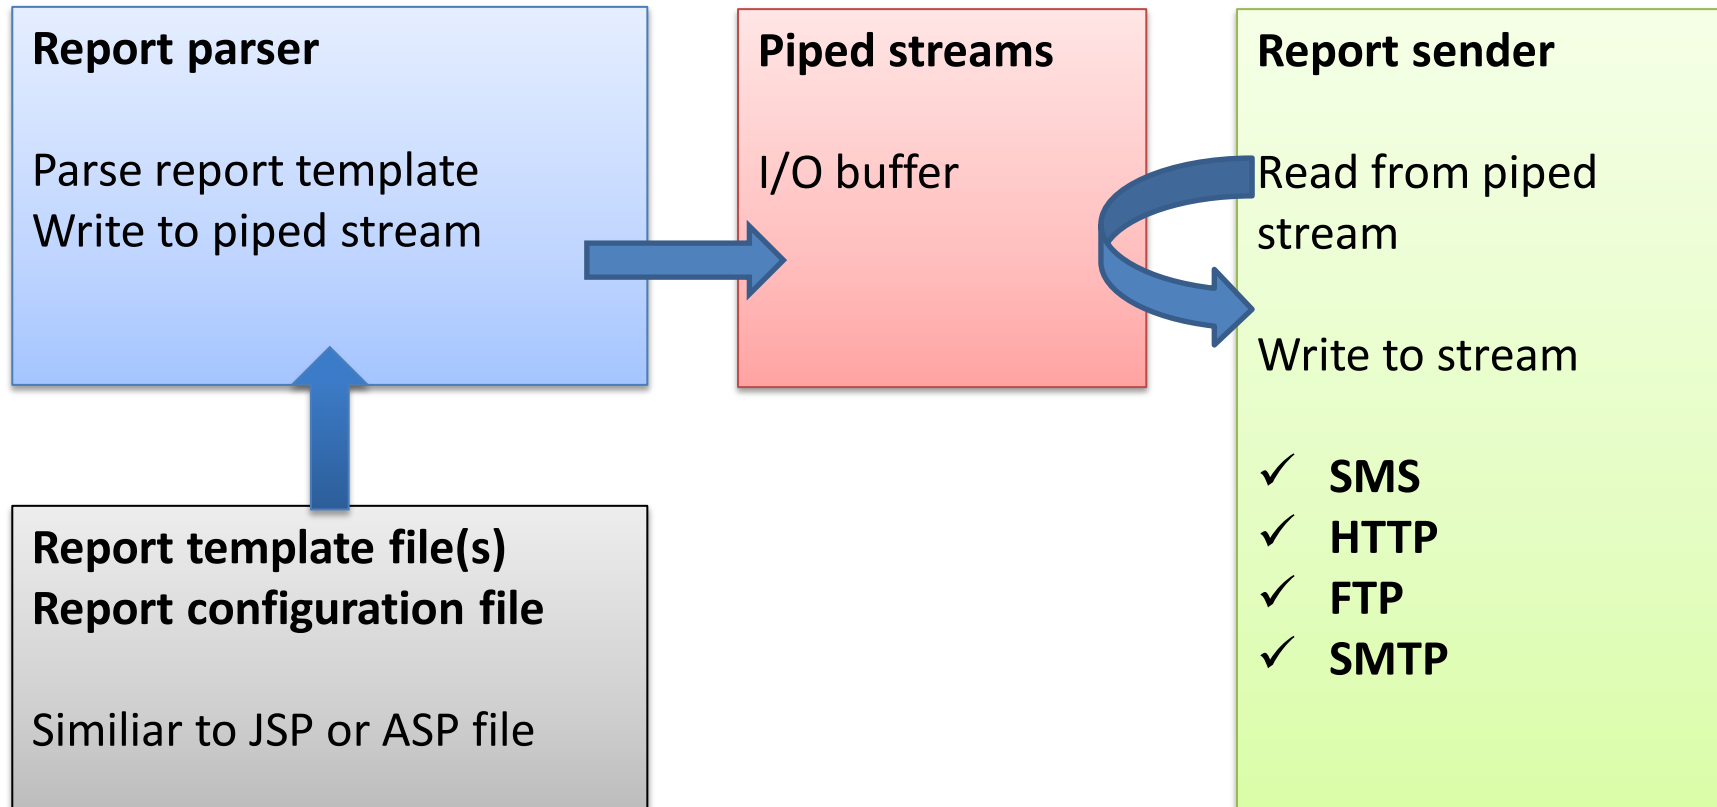 Report parser
Parse report template
Write to piped stream
Piped streams
I/O buffer
Report sender
Read from piped
stream
Write to stream
✓ SMS
✓ HTTP
✓ FTP
✓ SMTP
Report template file(s)
Report configuration file
Similiar to JSP or ASP file